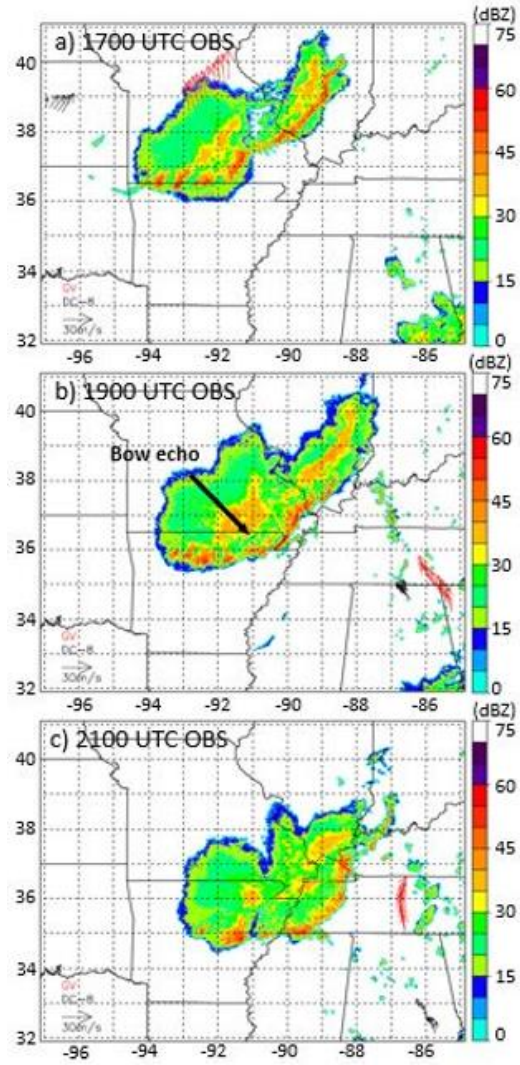 (dBZ)
a) 1700 UTC OBS
75
60
45
30
15
0
40
38
36
34
32
GV
DC-8
30m/s
-96 -94 -92 -90 -88 -86
(dBZ)
b) 1900 UTC OBS
Bow echo
75
60
45
30
15
0
40
38
36
34
32
GV
DC-8
30m/s
-96 -94 -92 -90 -88 -86
(dBZ)
c) 2100 UTC OBS
75
60
45
30
15
0
40
38
36
34
32
GV
DC-8
30m/s
-96 -94 -92 -90 -88 -86